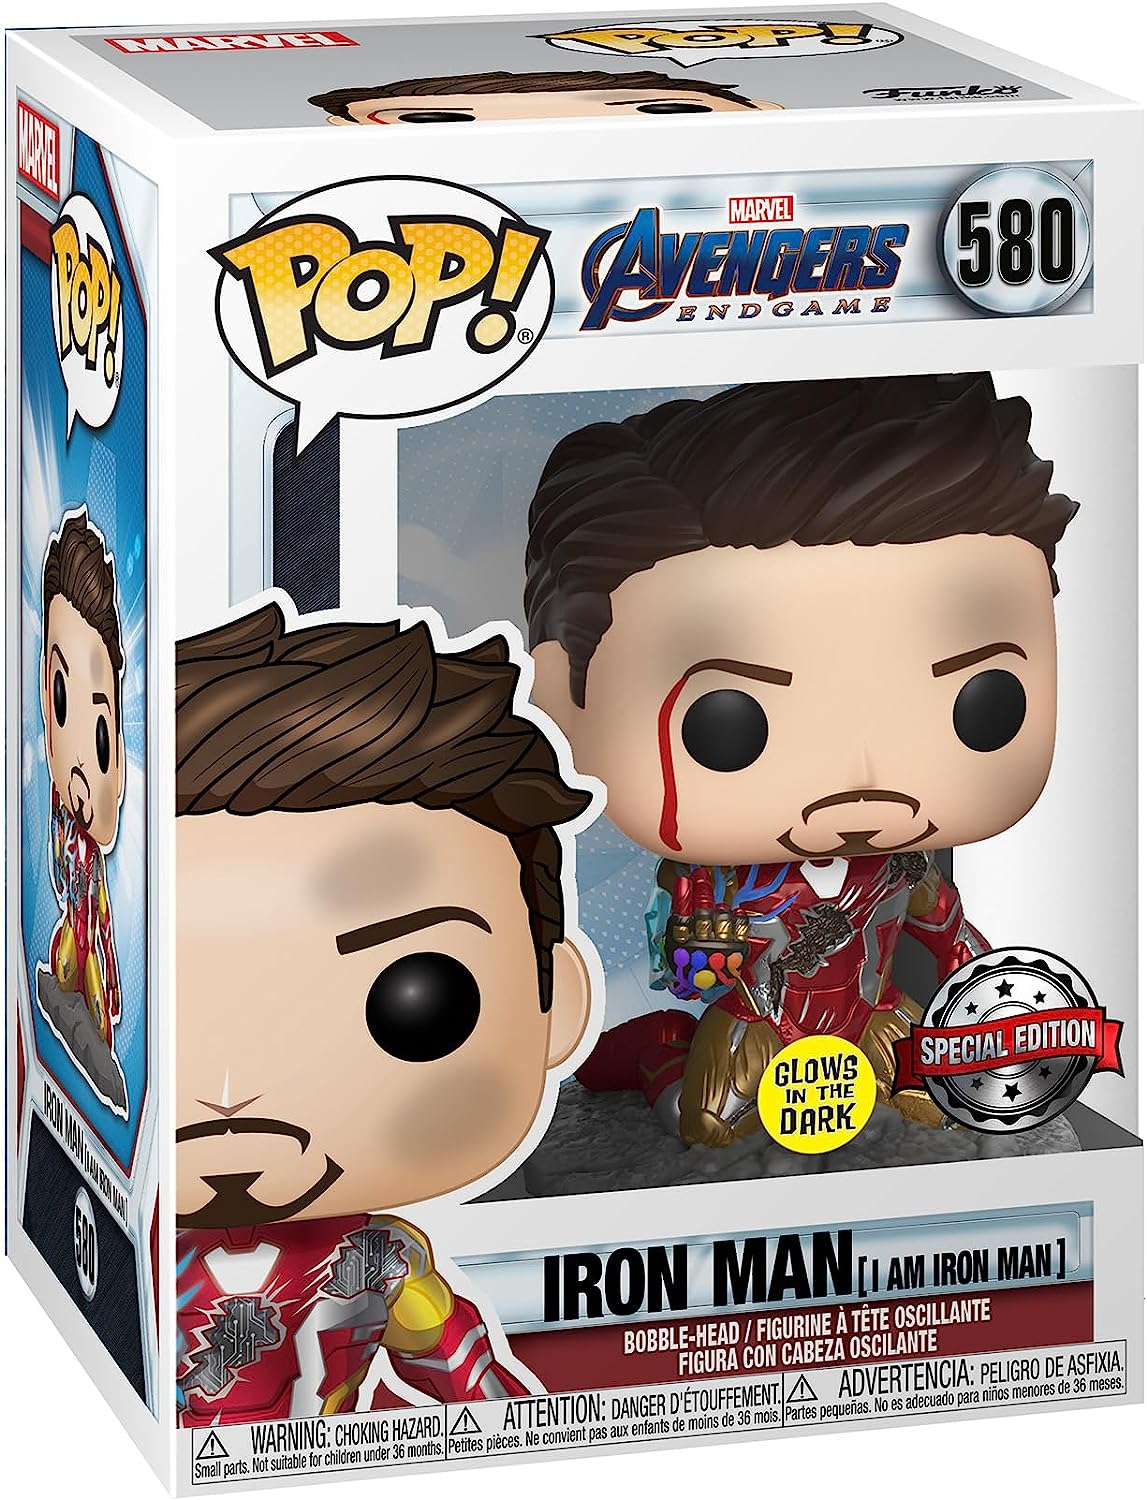 MARVEL
POP!
Funko
MARVEL
POP!®
IRON MAN [I AM IRON MAN]
580
POP!®
MARVEL
AVENGERS
ENDGAME
580
GLOWS
IN THE
DARK
SPECIAL EDITION
IRON MAN [I AM IRON MAN]
BOBBLE-HEAD / FIGURINE À TÊTE OSCILLANTE
FIGURA CON CABEZA OSCILANTE
WARNING: CHOKING HAZARD.
Small parts. Not suitable for children under 36 months.
ATTENTION: DANGER D'ÉTOUFFEMENT.
Petites pièces. Ne convient pas aux enfants de moins de 36 mois.
ADVERTENCIA: PELIGRO DE ASFIXIA.
Partes pequeñas. No es adecuado para niños menores de 36 meses.